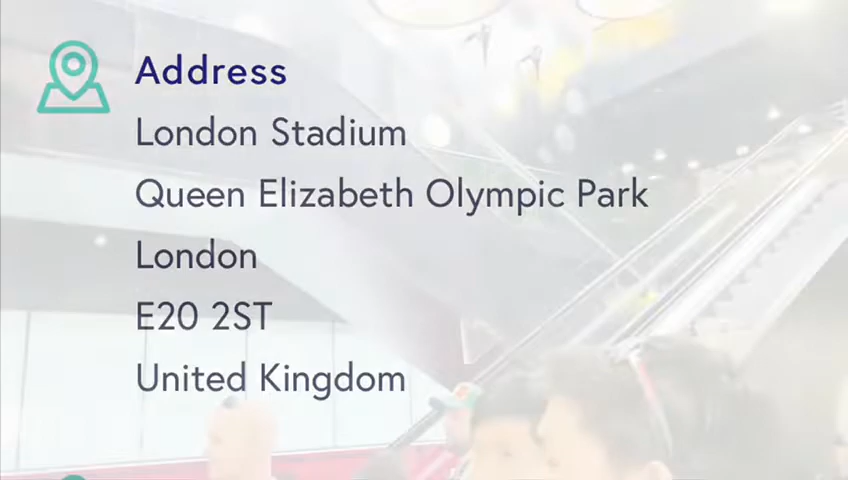 Address
London Stadium
Queen Elizabeth Olympic Park
London
E20 2ST
United Kingdom